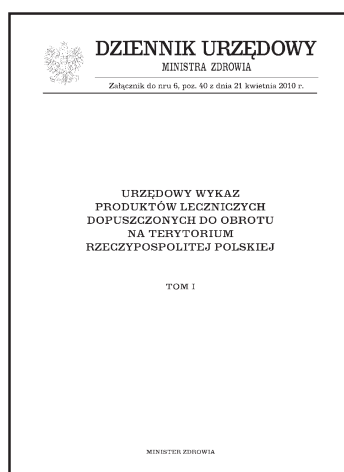 DZIENNIK URZĘDOWY
MINISTRA ZDROWIA
Załącznik do nru 6, poz. 40 z dnia 21 kwietnia 2010 r.
URZĘDOWY WYKAZ
PRODUKTÓW LECZNICZYCH
DOPUSZCZONYCH DO OBROTU
NA TERYTORIUM
RZECZYPOSPOLITEJ POLSKIEJ
TOM I
MINISTER ZDROWIA